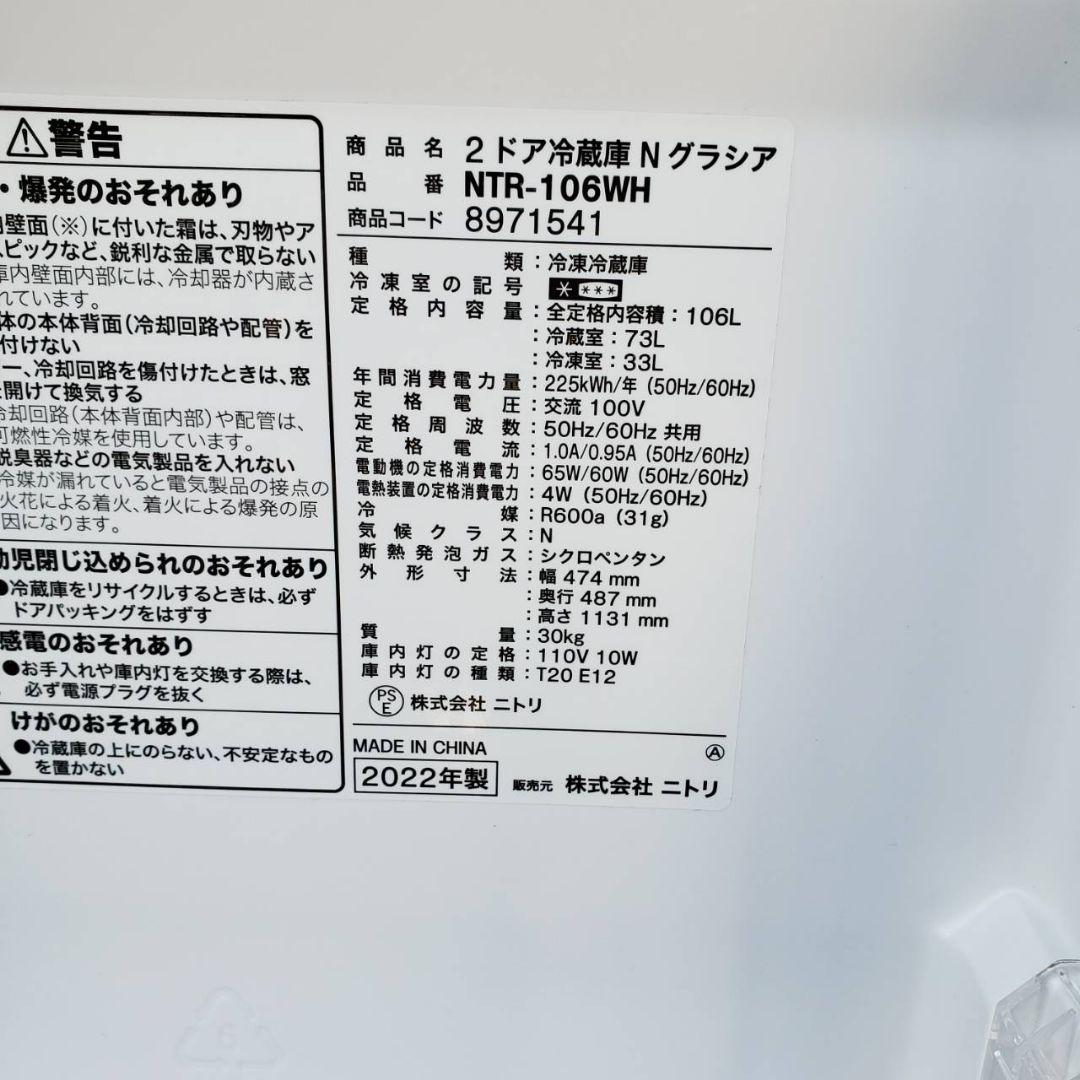 警告
・爆発のおそれあり
壁面(※)に付いた霜は、刃物やア
ピックなど、鋭利な金属で取らない
庫内壁面内部には、冷却器が内蔵さ
れています。
体の本体背面(冷却回路や配管)を
付けない
一、冷却回路を傷付けたときは、窓
開けて換気する
冷却回路(本体背面内部)や配管は、
可燃性冷媒を使用しています。
脱臭器などの電気製品を入れない
冷媒が漏れていると電気製品の接点の
火花による着火、着火による爆発の原
因になります。
幼児閉じ込められのおそれあり
●冷蔵庫をリサイクルするときは、必ず
ドアパッキングをはずす
感電のおそれあり
●お手入れや庫内灯を交換する際は、
必ず電源プラグを抜く
けがのおそれあり
●冷蔵庫の上にのらない、不安定なもの
を置かない
商品名 2ドア冷蔵庫 N グラシア
品番 NTR-106WH
商品コード 8971541
種類:冷凍冷蔵庫
冷凍室の記号 * ***
定格内容量:全定格内容積:106L
:冷蔵室:73L
:冷凍室:33L
年間消費電力量:225kWh/年 (50Hz/60Hz)
定格電圧:交流 100V
定格周波数:50Hz/60Hz 共用
定格電流:1.0A/0.95A (50Hz/60Hz)
電動機の定格消費電力:65W/60W (50Hz/60Hz)
電熱装置の定格消費電力:4W (50Hz/60Hz)
冷媒:R600a (31g)
気候クラス:N
断熱発泡ガス:シクロペンタン
外形寸法:幅 474 mm
:奥行 487 mm
:高さ 1131 mm
質量:30kg
庫内灯の定格:110V 10W
庫内灯の種類:T20 E12
PSE 株式会社 ニトリ
MADE IN CHINA Ⓐ
2022年製 販売元 株式会社 ニトリ